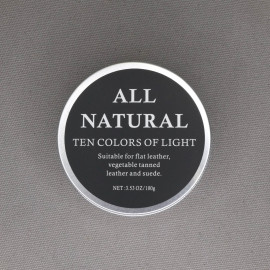 ALL
NATURAL
TEN COLORS OF LIGHT
Suitable for flat leather,
vegetable tanned
leather and suede.
NET :3.53 OZ/100g